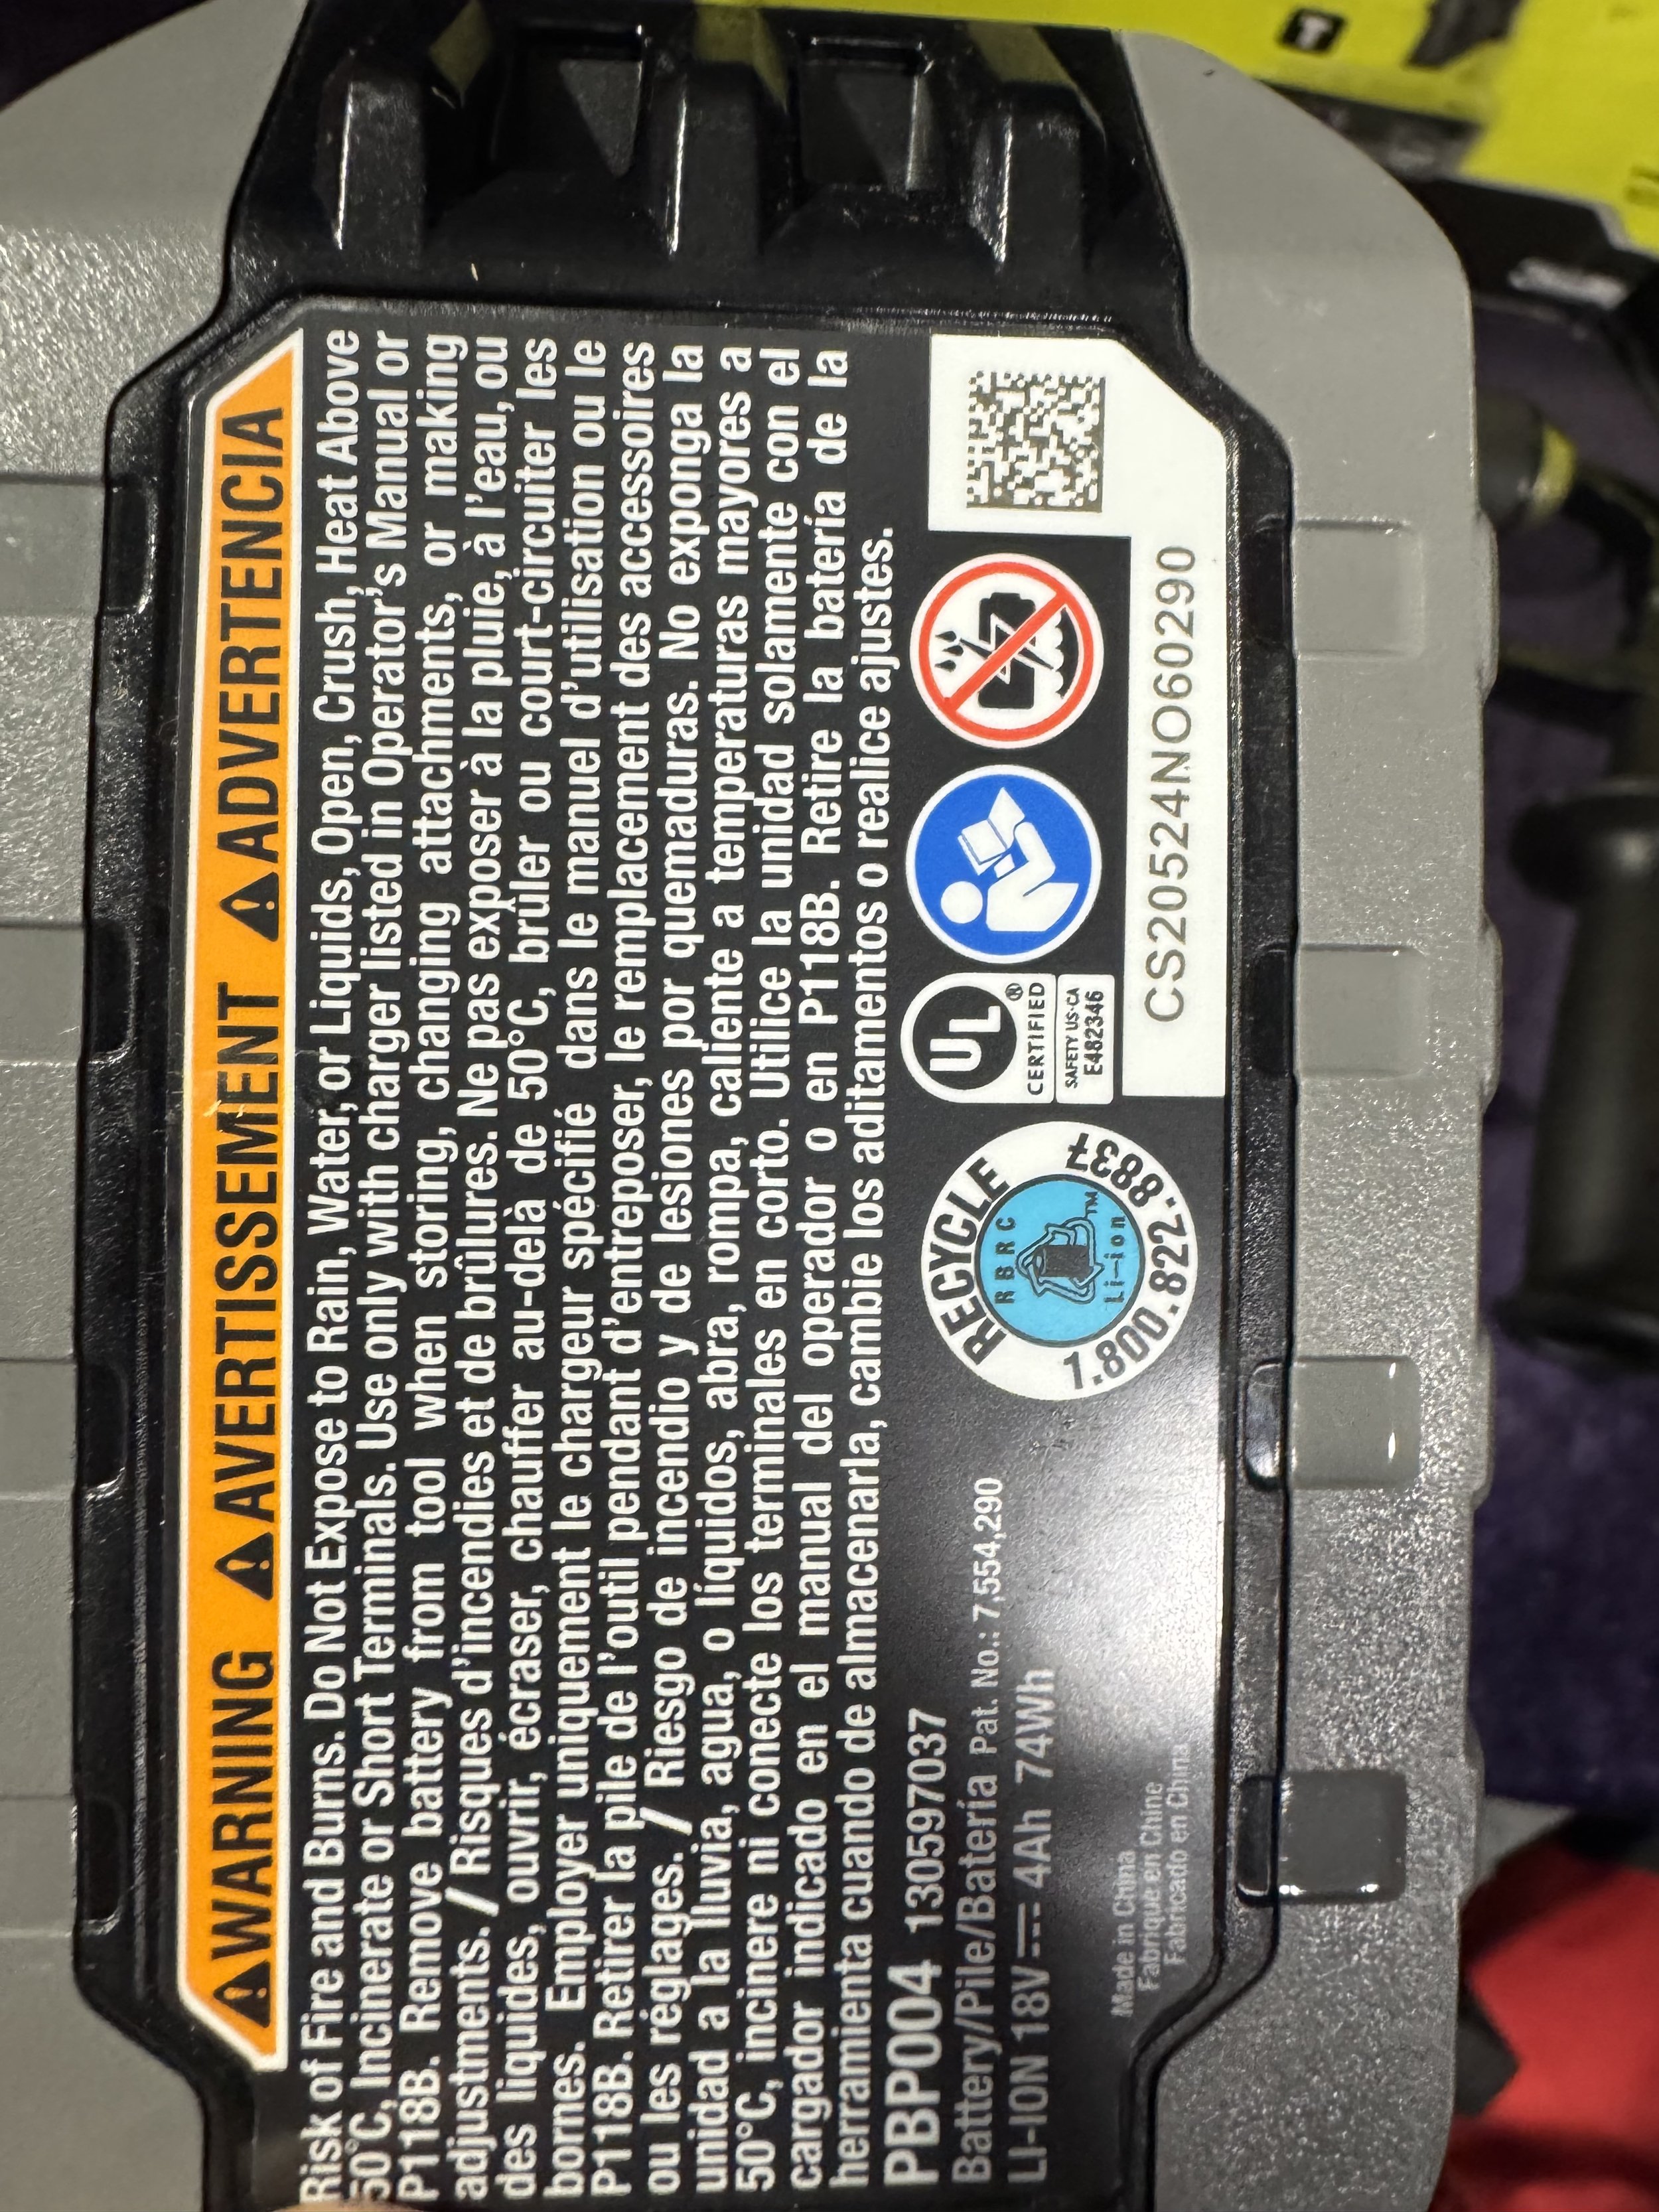 WARNING AVERTISSEMENT ADVERTENCIA
Risk of Fire and Burns. Do Not Expose to Rain, Water, or Liquids, Open, Crush, Heat Above
50°C, Incinerate or Short Terminals. Use only with charger listed in Operator's Manual or
P118B. Remove battery from tool when storing, changing attachments, or making
adjustments. / Risques d'incendies et de brûlures. Ne pas exposer à la pluie, à l'eau, ou
des liquides, ouvrir, écraser, chauffer au-delà de 50°C, brûler ou court-circuiter les
bornes. Employer uniquement le chargeur spécifié dans le manuel d'utilisation ou le
P118B. Retirer la pile de l'outil pendant d'entreposer, le remplacement des accessoires
ou les réglages. / Riesgo de incendio y de lesiones por quemaduras. No exponga la
unidad a la lluvia, agua, o líquidos, abra, rompa, caliente a temperaturas mayores a
50°C, incinere ni conecte los terminales en corto. Utilice la unidad solamente con el
cargador indicado en el manual del operador o en P118B. Retire la batería de la
herramienta cuando de almacenarla, cambie los aditamentos o realice ajustes.
PBP004 130597037
Battery/Pile/Batería Pat. No.: 7,554,290
LI-ION 18V 4Ah 74Wh
Made in China
Fabriqué en Chine
Fabricado en China
RECYCLE
RBRC
Li-ion
TM
1.800.822.8837
UL
®
CERTIFIED
SAFETY US·CA
E482346
CS20524NO60290
T